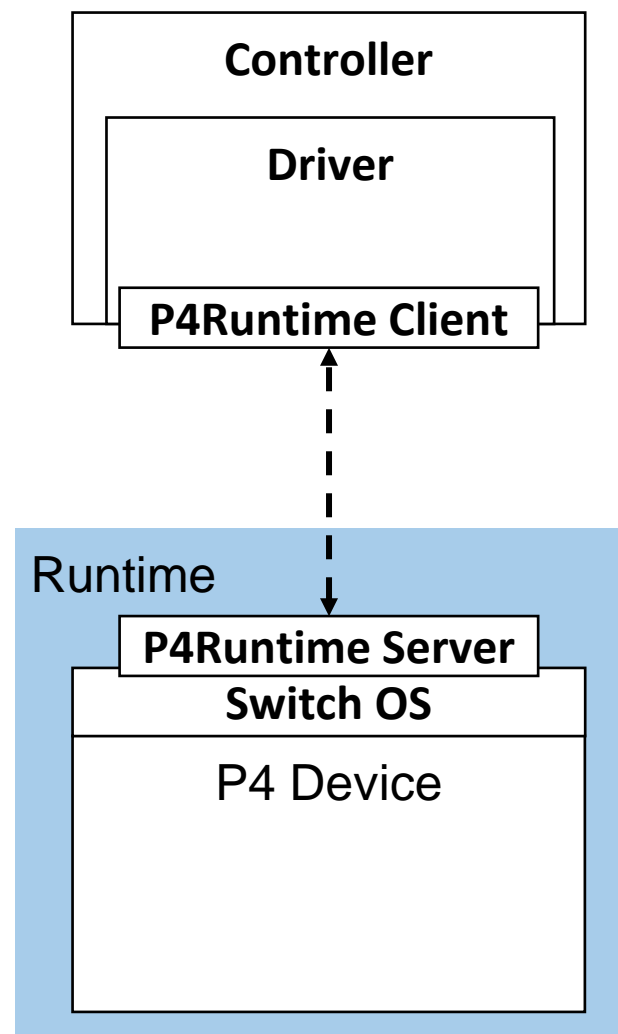 Controller
Driver
P4Runtime Client
Runtime
P4Runtime Server
Switch OS
P4 Device